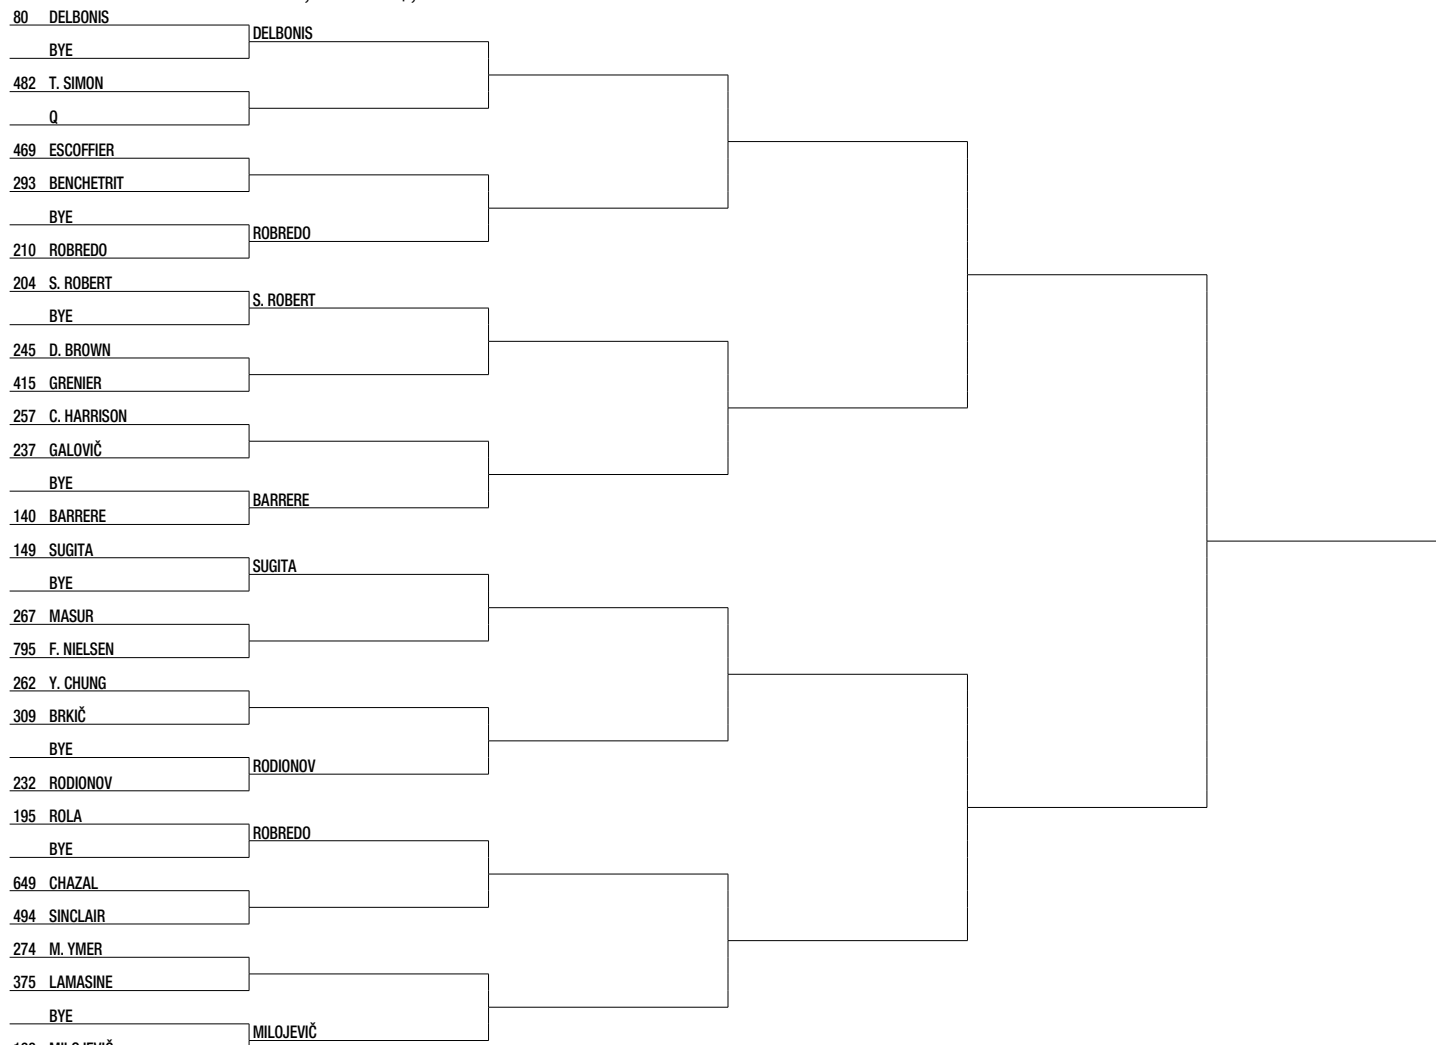 80 DELBONIS
DELBONIS
BYE
482 T. SIMON
Q
469 ESCOFFIER
293 BENCHETRIT
BYE
ROBREDO
210 ROBREDO
204 S. ROBERT
S. ROBERT
BYE
245 D. BROWN
415 GRENIER
257 C. HARRISON
237 GALOVIČ
BYE
BARRERE
140 BARRERE
149 SUGITA
SUGITA
BYE
267 MASUR
795 F. NIELSEN
262 Y. CHUNG
309 BRKIČ
BYE
RODIONOV
232 RODIONOV
195 ROLA
ROBREDO
BYE
649 CHAZAL
494 SINCLAIR
274 M. YMER
375 LAMASINE
BYE
MILOJEVIČ
MILOJEVIČ